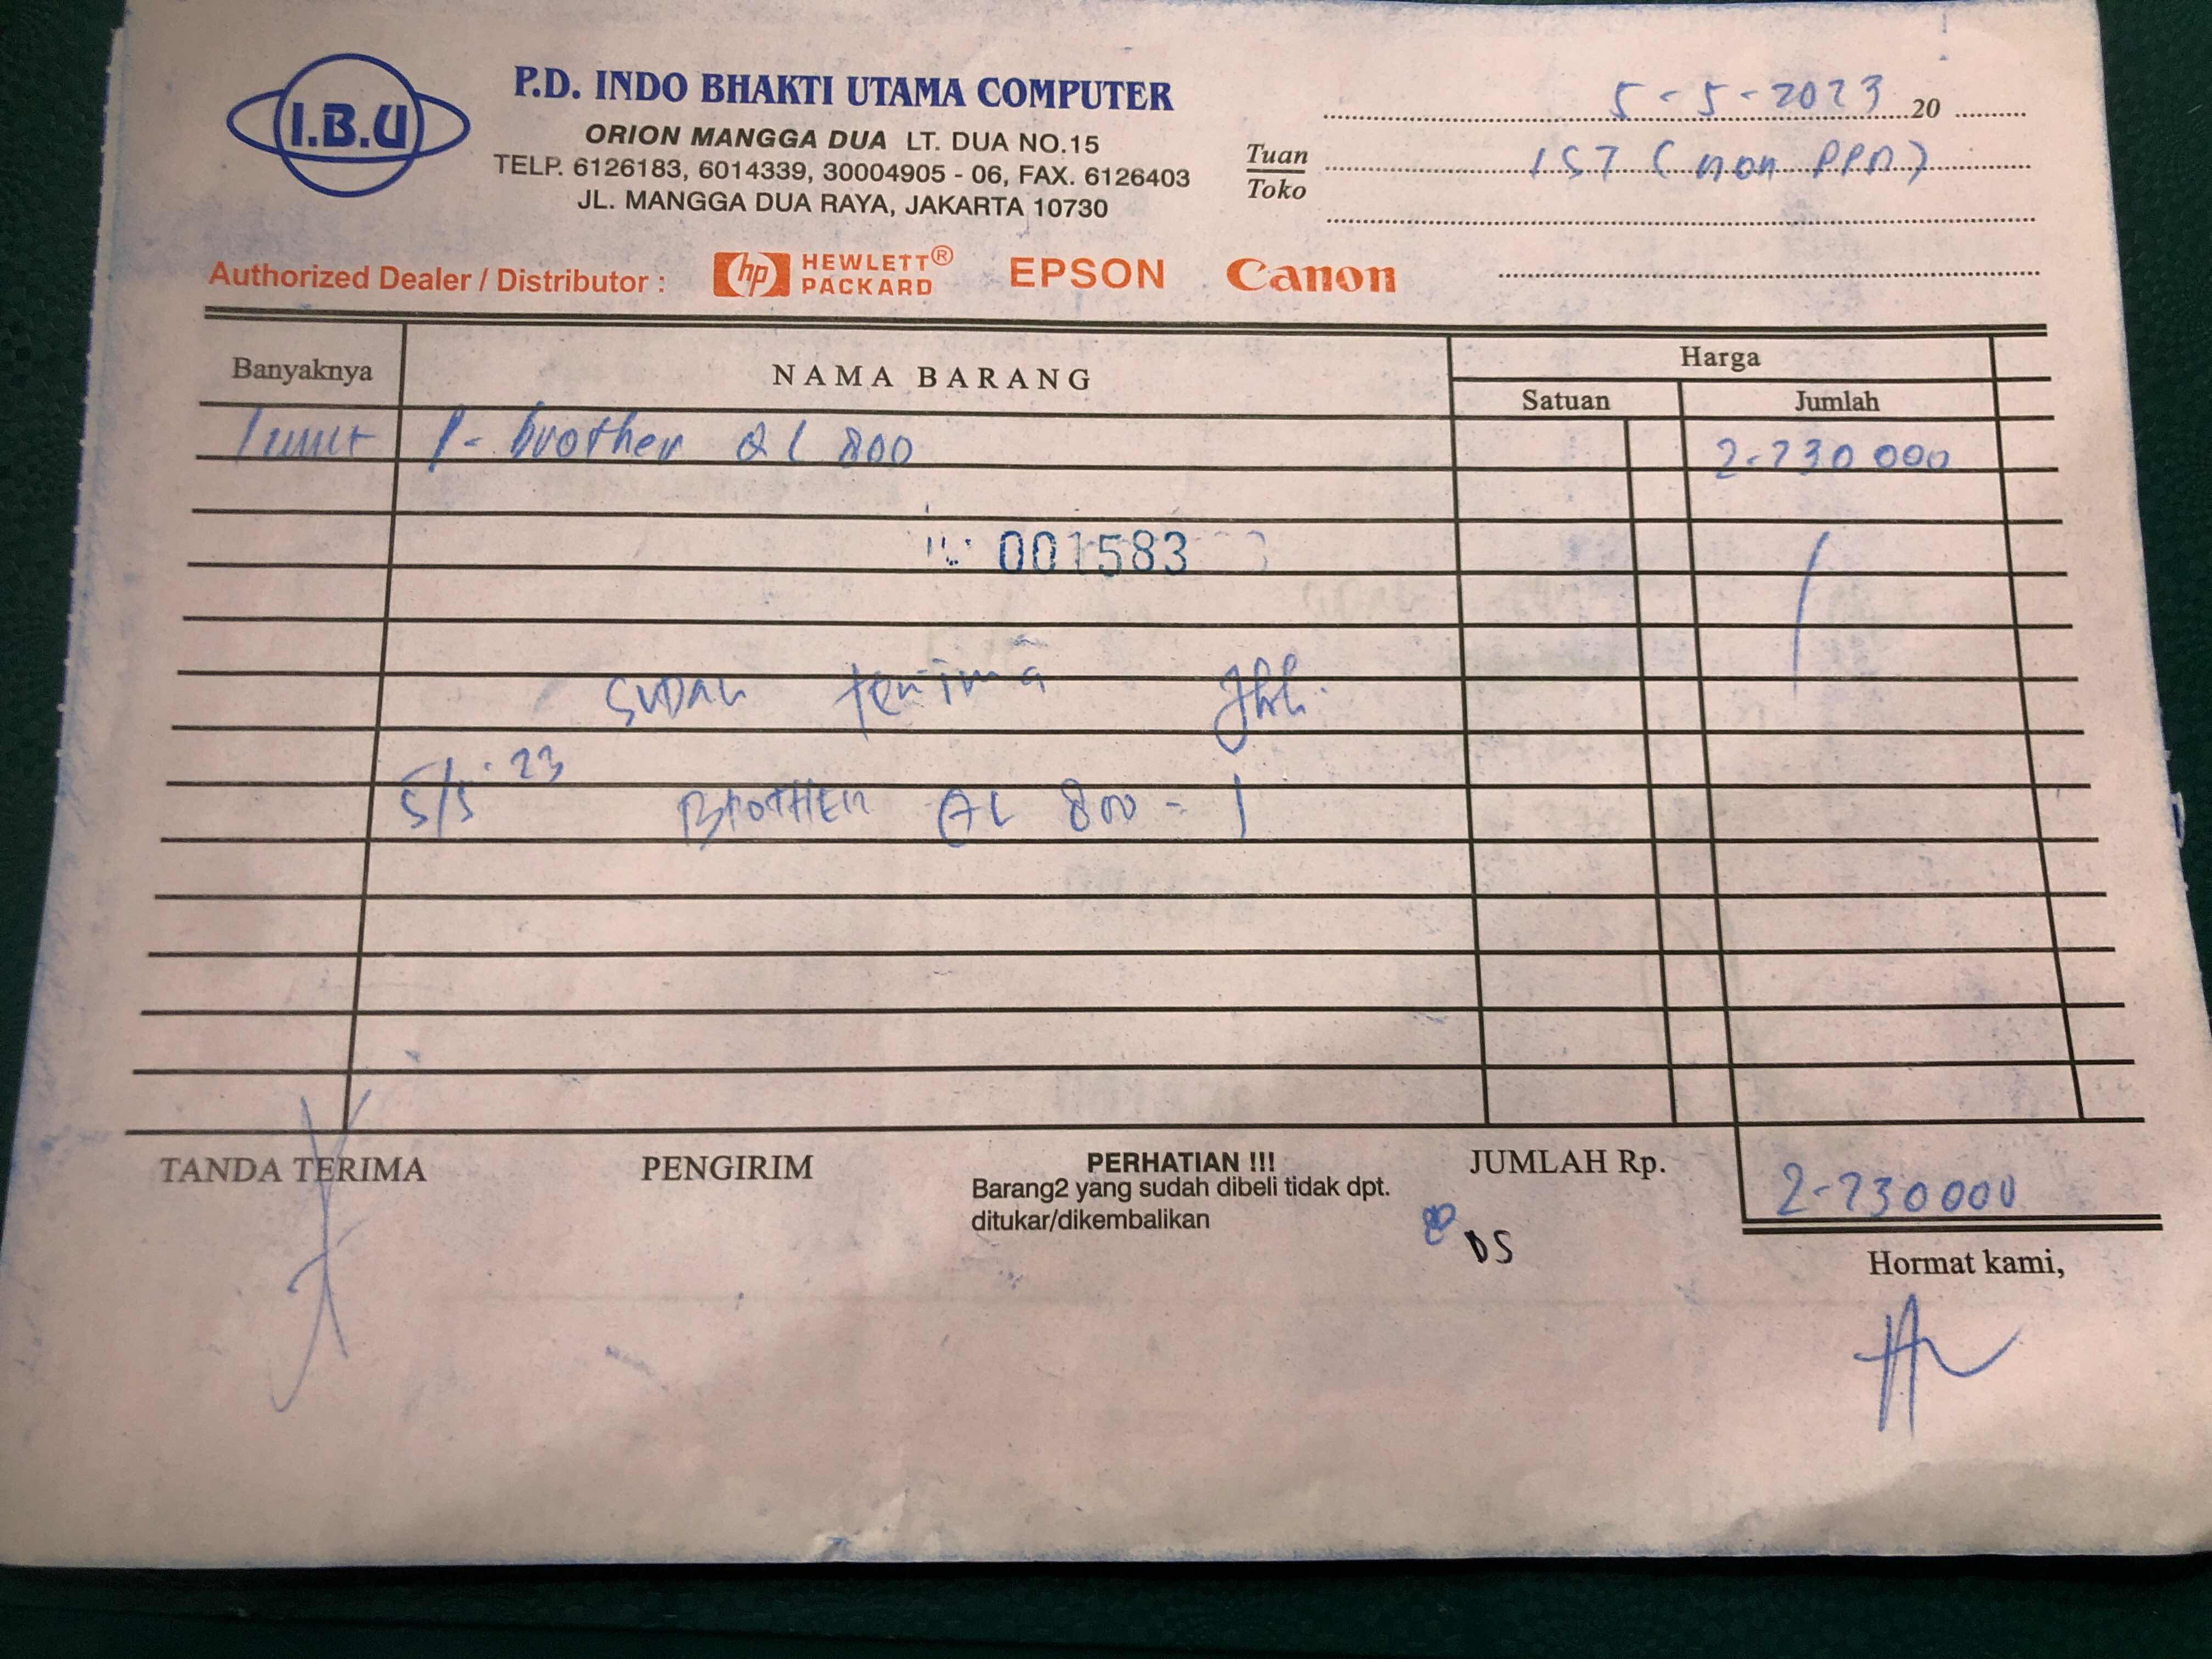 I.B.U
P.D. INDO BHAKTI UTAMA COMPUTER
ORION MANGGA DUA LT. DUA NO.15
TELP. 6126183, 6014339, 30004905 - 06, FAX. 6126403
JL. MANGGA DUA RAYA, JAKARTA 10730
5-5-2023 20
Tuan
Toko
IST (non PPN)
Authorized Dealer / Distributor : hp HEWLETT® PACKARD EPSON Canon
Banyaknya NAMA BARANG Harga
Satuan Jumlah
1 unit P- brother QL 800 2-730 000
001583
SUDAH terima
5/5-23 BROTHER QL 800 = 1
TANDA TERIMA PENGIRIM PERHATIAN !!! JUMLAH Rp. 2-730000
Barang2 yang sudah dibeli tidak dpt.
ditukar/dikembalikan
DS
Hormat kami,